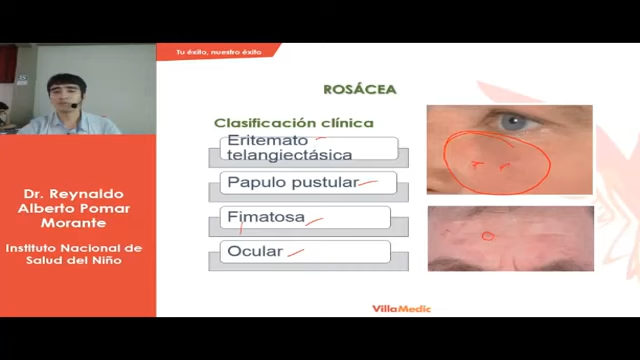 Tu éxito, nuestro éxito
ROSÁCEA
Clasificación clínica
Eritemato
telangiectásica
Papulo pustular
Fimatosa
Ocular
Dr. Reynaldo
Alberto Pomar
Morante
Instituto Nacional de
Salud del Niño
VillaMedic